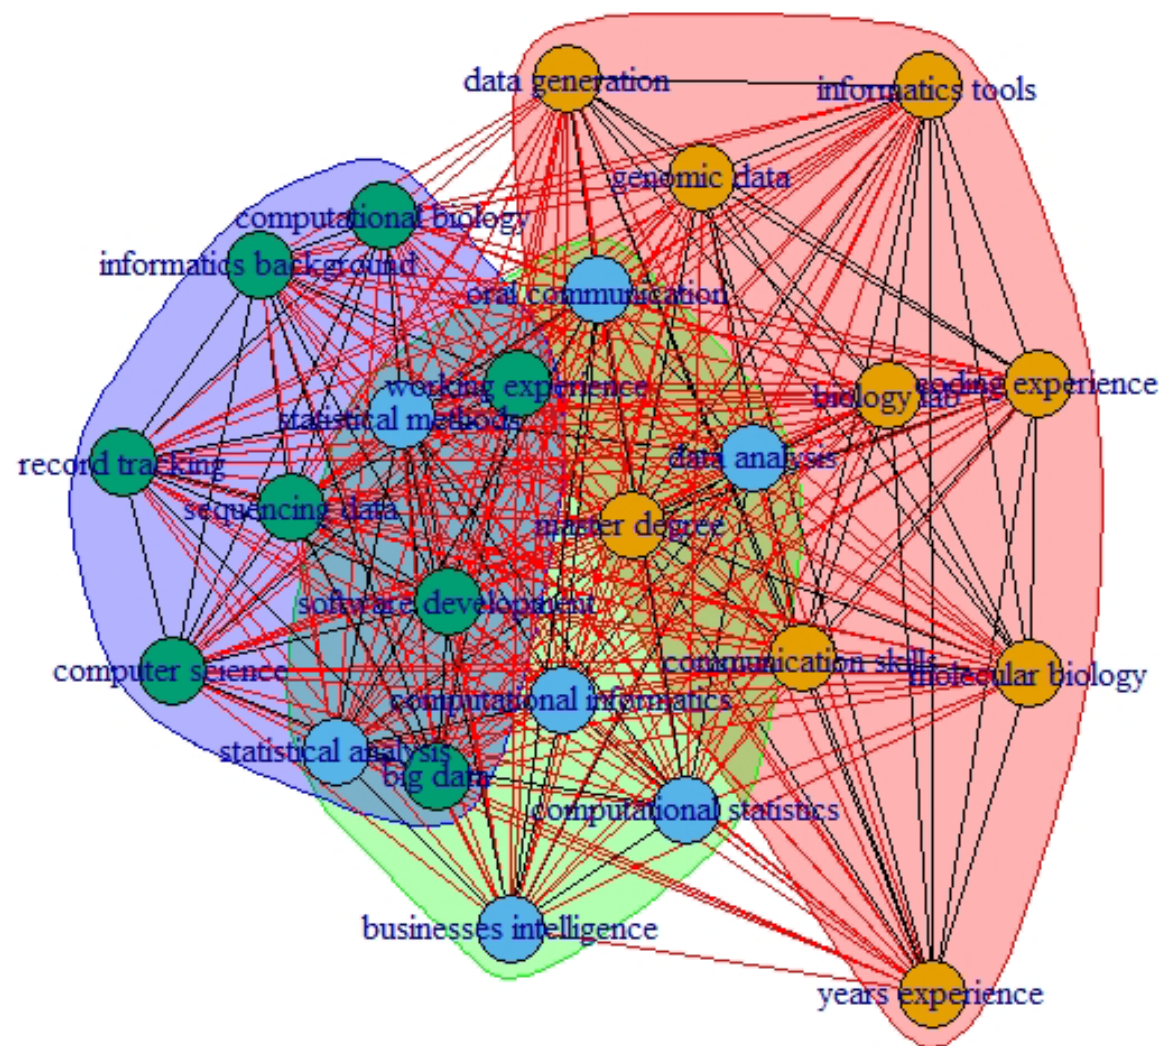 data generation
informatics tools
genomic data
computational biology
informatics background
oral communication
working experience
coding experience
biology lab
statistical methods
data analysis
record tracking
sequencing data
master degree
software development
communication skills
computer science
molecular biology
computational informatics
statistical analysis
big data
computational statistics
businesses intelligence
years experience